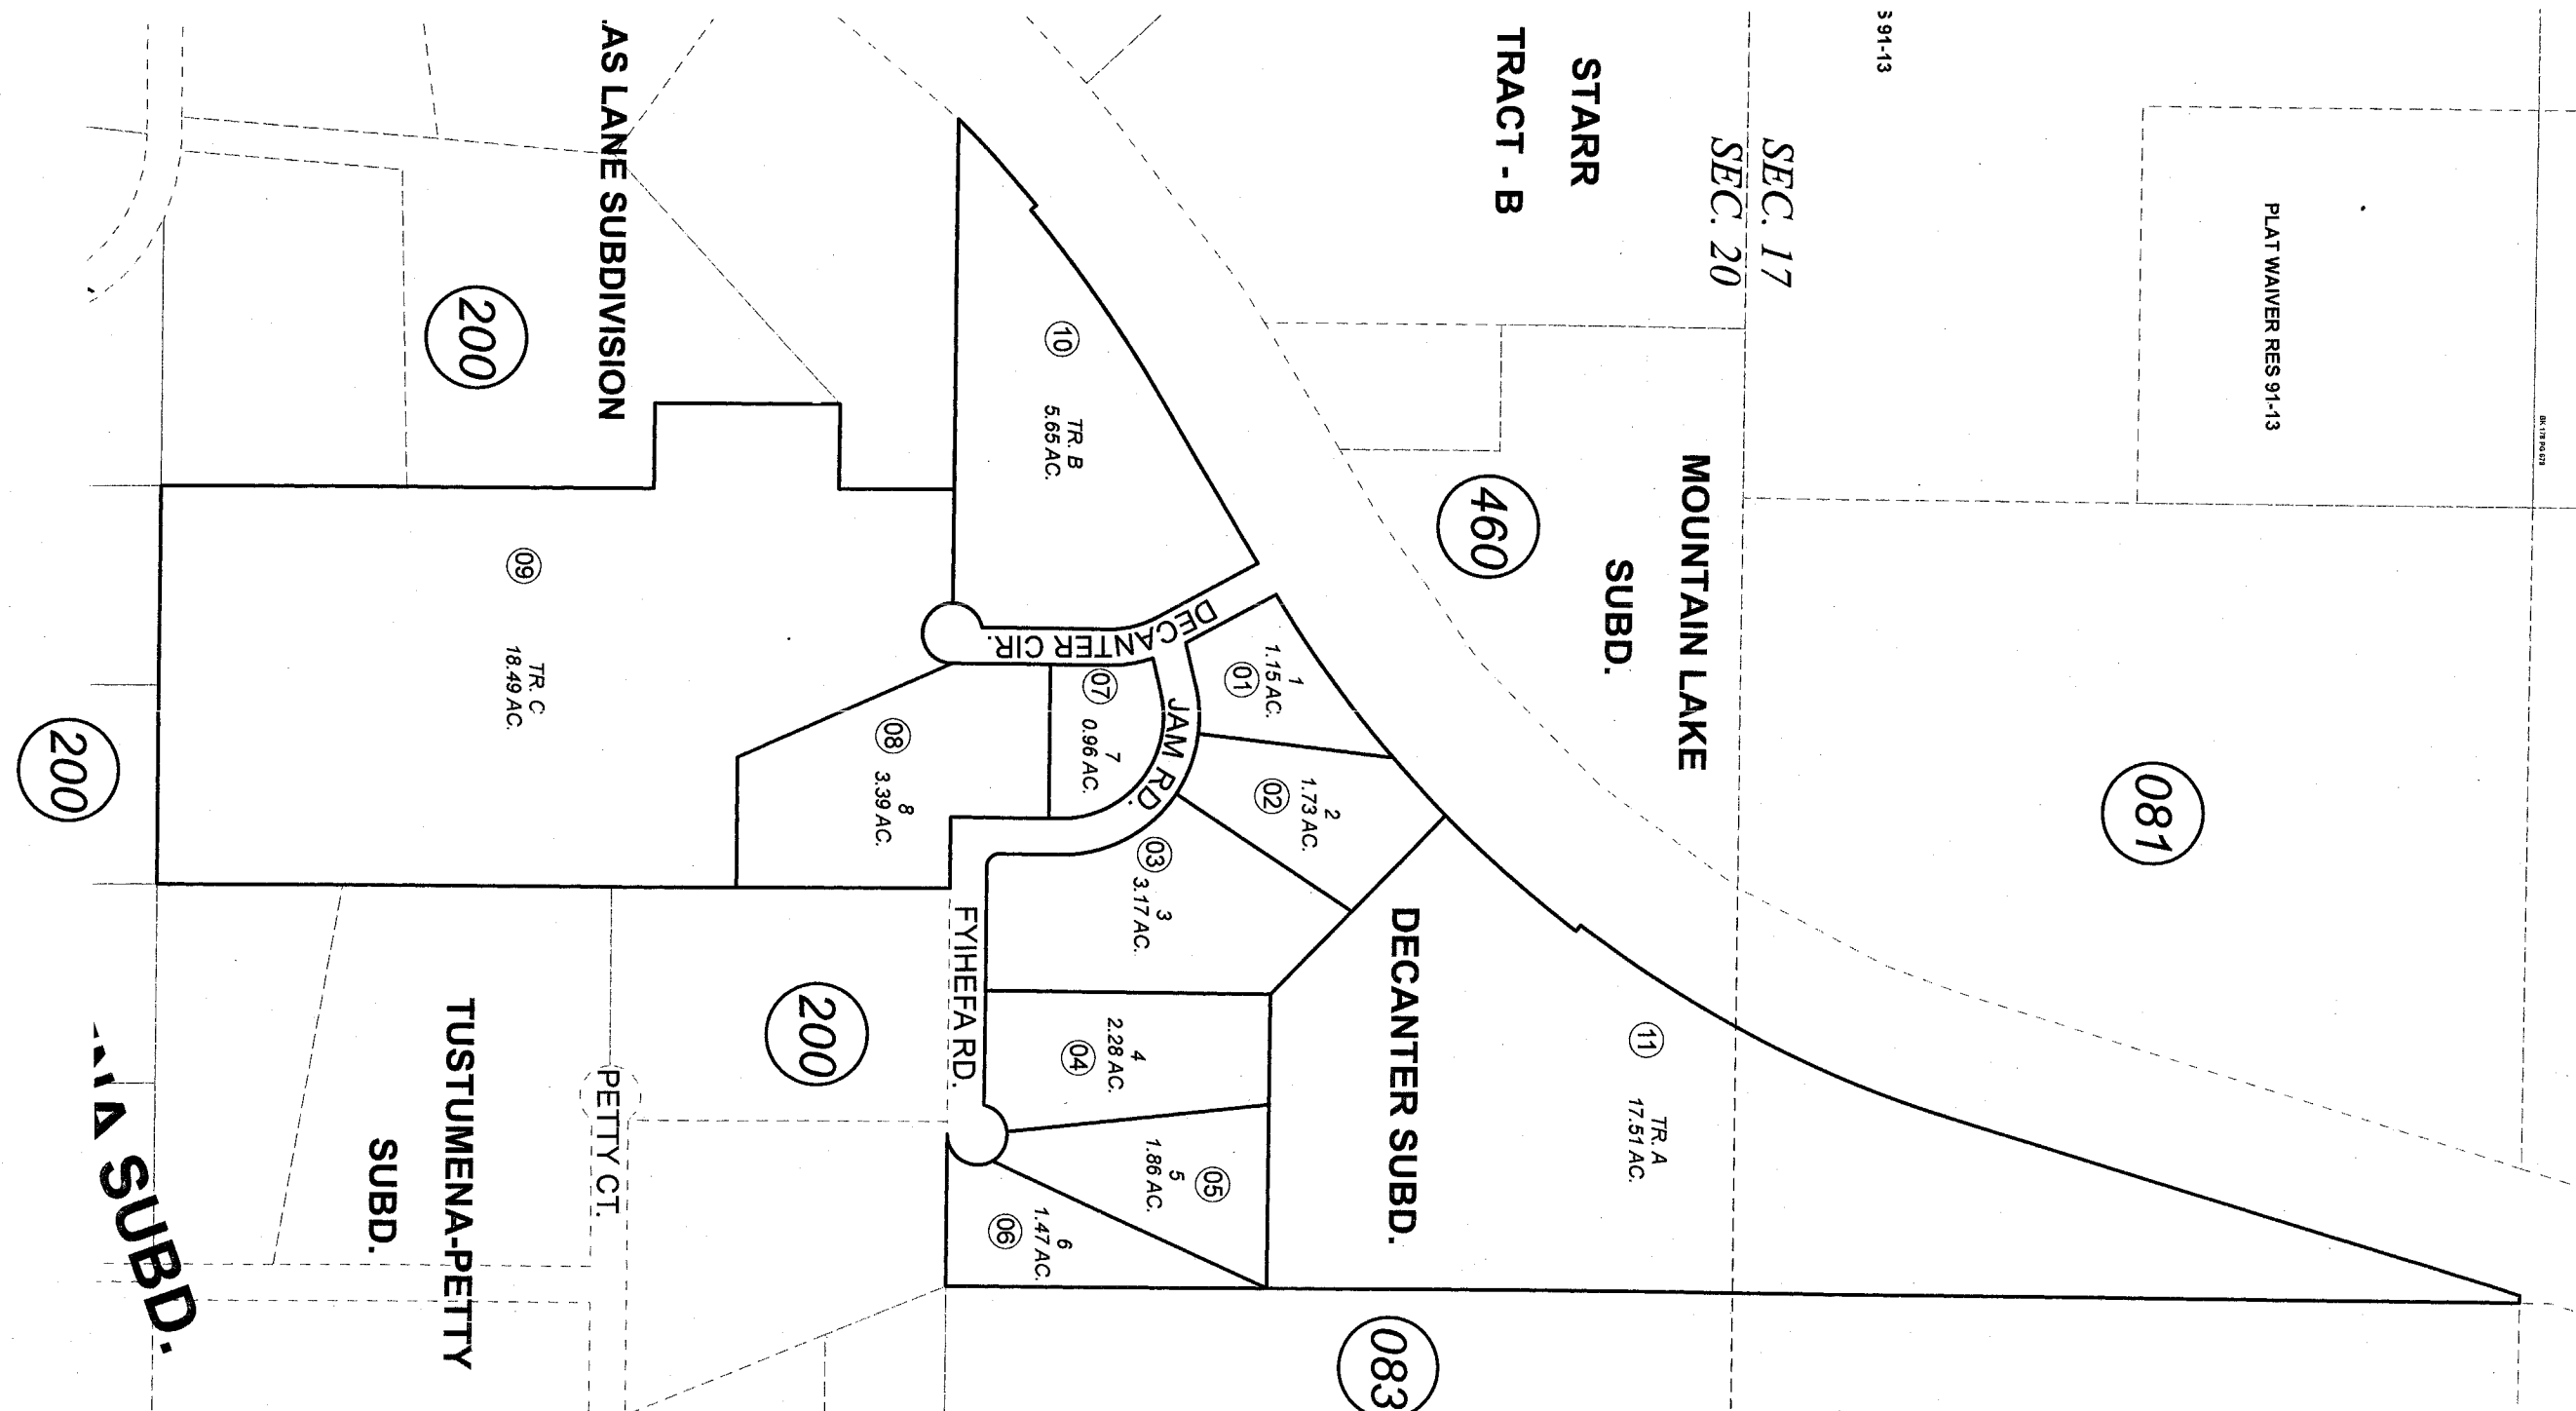 S 91-13
PLAT WAIVER RES 91-13
BK 178 PG 678
SEC. 17
SEC. 20
STARR
TRACT - B
AS LANE SUBDIVISION
200
10
TR. B
5.65 AC.
460
MOUNTAIN LAKE
SUBD.
081
09
TR. C
18.49 AC.
200
DECANTER CIR.
JAM RD.
1
1.15 AC.
01
2
1.73 AC.
02
07
7
0.96 AC.
08
8
3.39 AC.
03
3
3.17 AC.
DECANTER SUBD.
11
TR. A
17.51 AC.
FYIHEFA RD.
4
2.28 AC.
04
05
5
1.86 AC.
6
1.47 AC.
06
200
TUSTUMENA-PETTY
SUBD.
PETTY CT.
SUBD.
083